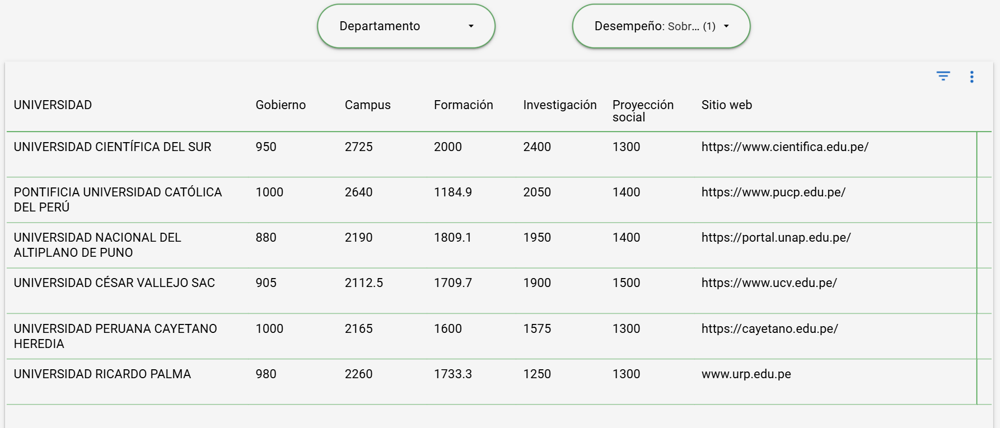 Departamento
Desempeño: Sobr... (1)
UNIVERSIDAD Gobierno Campus Formación Investigación Proyección social Sitio web
UNIVERSIDAD CIENTÍFICA DEL SUR 950 2725 2000 2400 1300 https://www.cientifica.edu.pe/
PONTIFICIA UNIVERSIDAD CATÓLICA DEL PERÚ 1000 2640 1184.9 2050 1400 https://www.pucp.edu.pe/
UNIVERSIDAD NACIONAL DEL ALTIPLANO DE PUNO 880 2190 1809.1 1950 1400 https://portal.unap.edu.pe/
UNIVERSIDAD CÉSAR VALLEJO SAC 905 2112.5 1709.7 1900 1500 https://www.ucv.edu.pe/
UNIVERSIDAD PERUANA CAYETANO HEREDIA 1000 2165 1600 1575 1300 https://cayetano.edu.pe/
UNIVERSIDAD RICARDO PALMA 980 2260 1733.3 1250 1300 www.urp.edu.pe